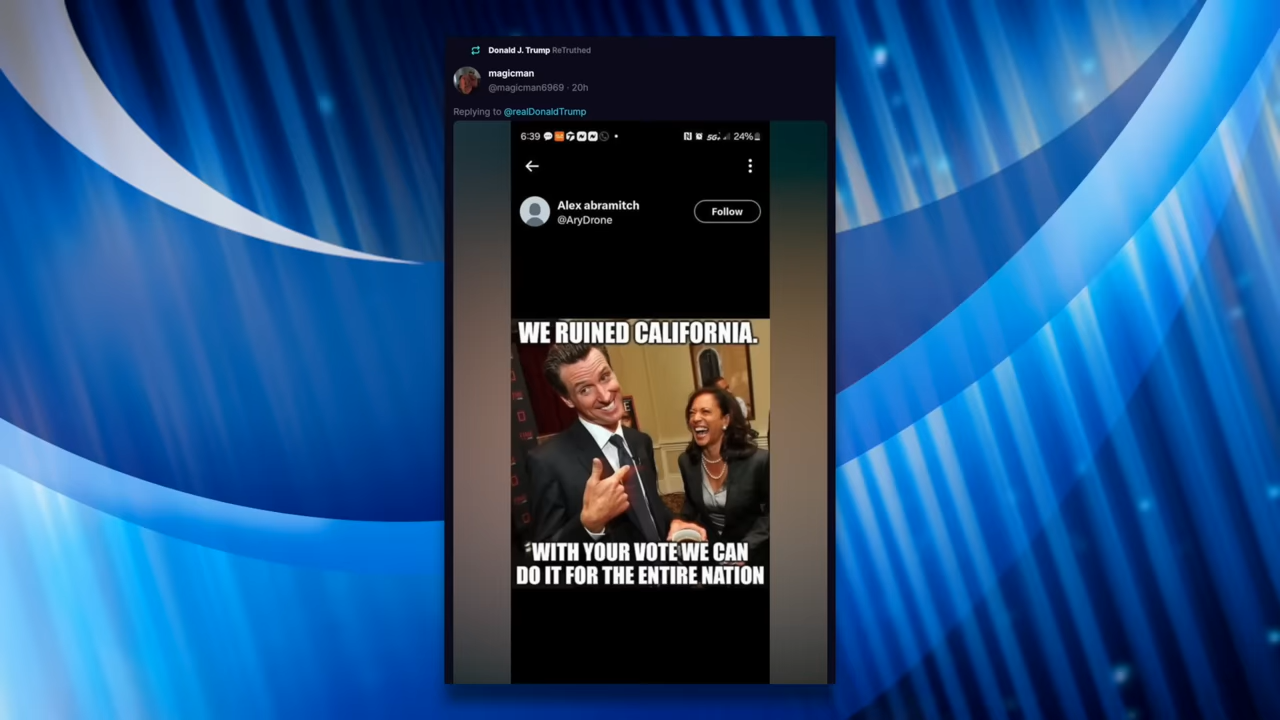 Donald J. Trump ReTruthed
magicman
@magicman6969 · 20h
Replying to @realDonaldTrump
6:39 5G 24%
Alex abramitch
@AryDrone
Follow
WE RUINED CALIFORNIA.
WITH YOUR VOTE WE CAN
DO IT FOR THE ENTIRE NATION